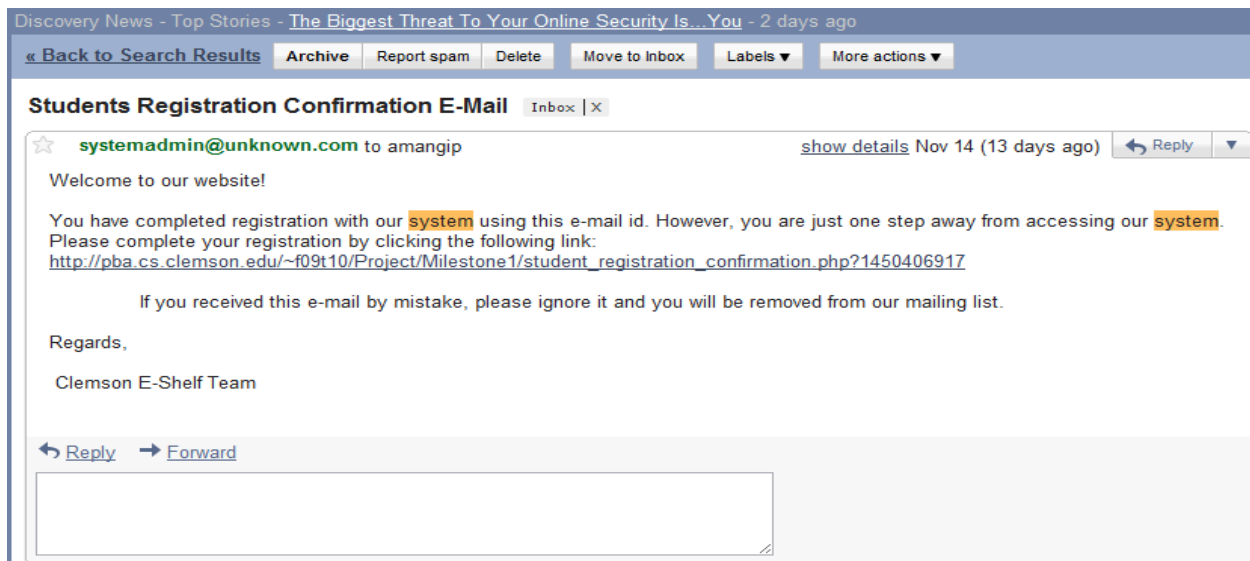 Discovery News - Top Stories - The Biggest Threat To Your Online Security Is...You - 2 days ago
« Back to Search Results Archive Report spam Delete Move to Inbox Labels ▼ More actions ▼
Students Registration Confirmation E-Mail Inbox | X
systemadmin@unknown.com to amangip show details Nov 14 (13 days ago) Reply ▼
Welcome to our website!
You have completed registration with our system using this e-mail id. However, you are just one step away from accessing our system.
Please complete your registration by clicking the following link:
http://pba.cs.clemson.edu/~f09t10/Project/Milestone1/student_registration_confirmation.php?1450406917
If you received this e-mail by mistake, please ignore it and you will be removed from our mailing list.
Regards,
Clemson E-Shelf Team
Reply Forward